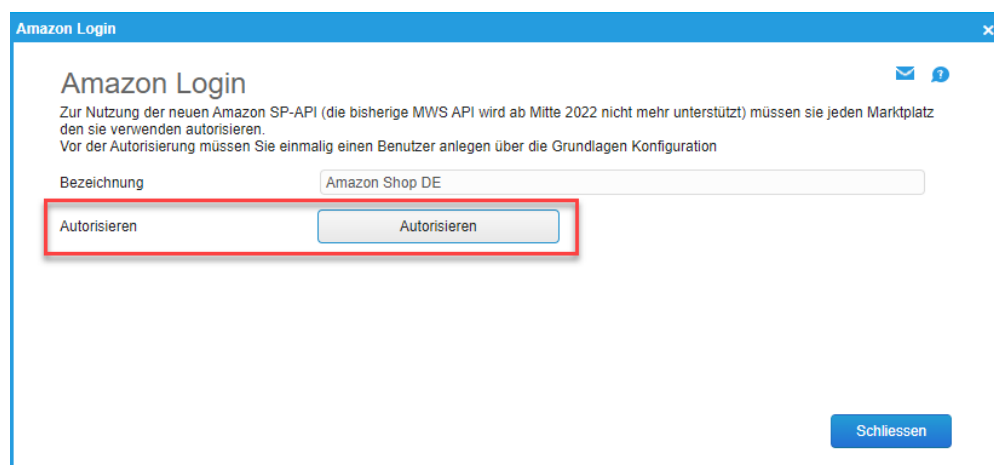 Amazon Login
Amazon Login
Zur Nutzung der neuen Amazon SP-API (die bisherige MWS API wird ab Mitte 2022 nicht mehr unterstützt) müssen sie jeden Marktplatz
den sie verwenden autorisieren.
Vor der Autorisierung müssen Sie einmalig einen Benutzer anlegen über die Grundlagen Konfiguration
Bezeichnung Amazon Shop DE
Autorisieren Autorisieren
Schliessen